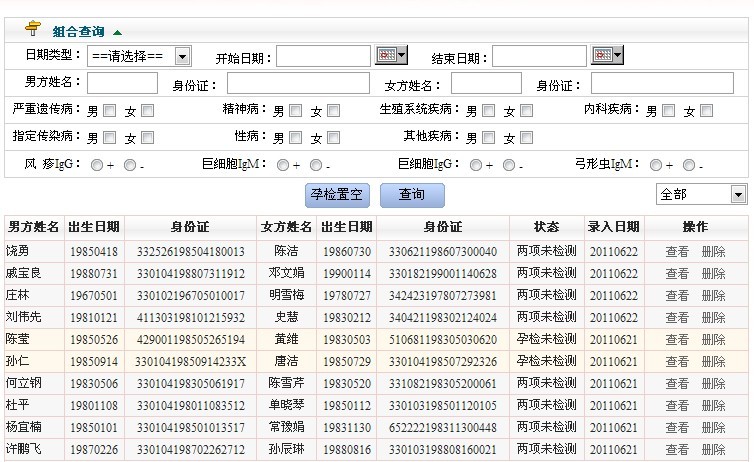 组合查询
日期类型： ==请选择== 开始日期： 结束日期：
男方姓名： 身份证： 女方姓名： 身份证：
严重遗传病：男 女 精神病：男 女 生殖系统疾病：男 女 内科疾病：男 女
指定传染病：男 女 性病：男 女 其他疾病：男 女
风 疹IgG： + - 巨细胞IgM： + - 巨细胞IgG： + - 弓形虫IgM： + -
孕检置空 查询 全部
男方姓名 出生日期 身份证 女方姓名 出生日期 身份证 状态 录入日期 操作
饶勇 19850418 332526198504180013 陈洁 19860730 330621198607300040 两项未检测 20110622 查看 删除
戚宝良 19880731 330104198807311912 邓文娟 19900114 330182199001140628 两项未检测 20110622 查看 删除
庄林 19670501 330102196705010017 明雪梅 19780727 342423197807273981 两项未检测 20110622 查看 删除
刘伟先 19810121 411303198101215932 史慧 19830212 340421198302124024 两项未检测 20110622 查看 删除
陈莹 19850526 429001198505265194 黄维 19830503 510681198305030620 孕检未检测 20110621 查看 删除
孙仁 19850914 33010419850914233X 唐洁 19850729 330104198507292326 孕检未检测 20110621 查看 删除
何立钢 19830506 330104198305061917 陈雪芹 19830520 331082198305200061 两项未检测 20110621 查看 删除
杜平 19801108 330104198011083512 单晓琴 19850112 330103198501120105 两项未检测 20110621 查看 删除
杨宜楠 19850101 330104198501013517 常豫娟 19831130 652222198311300448 两项未检测 20110621 查看 删除
许鹏飞 19870226 330104198702262712 孙辰琳 19880816 330103198808160021 两项未检测 20110621 查看 删除